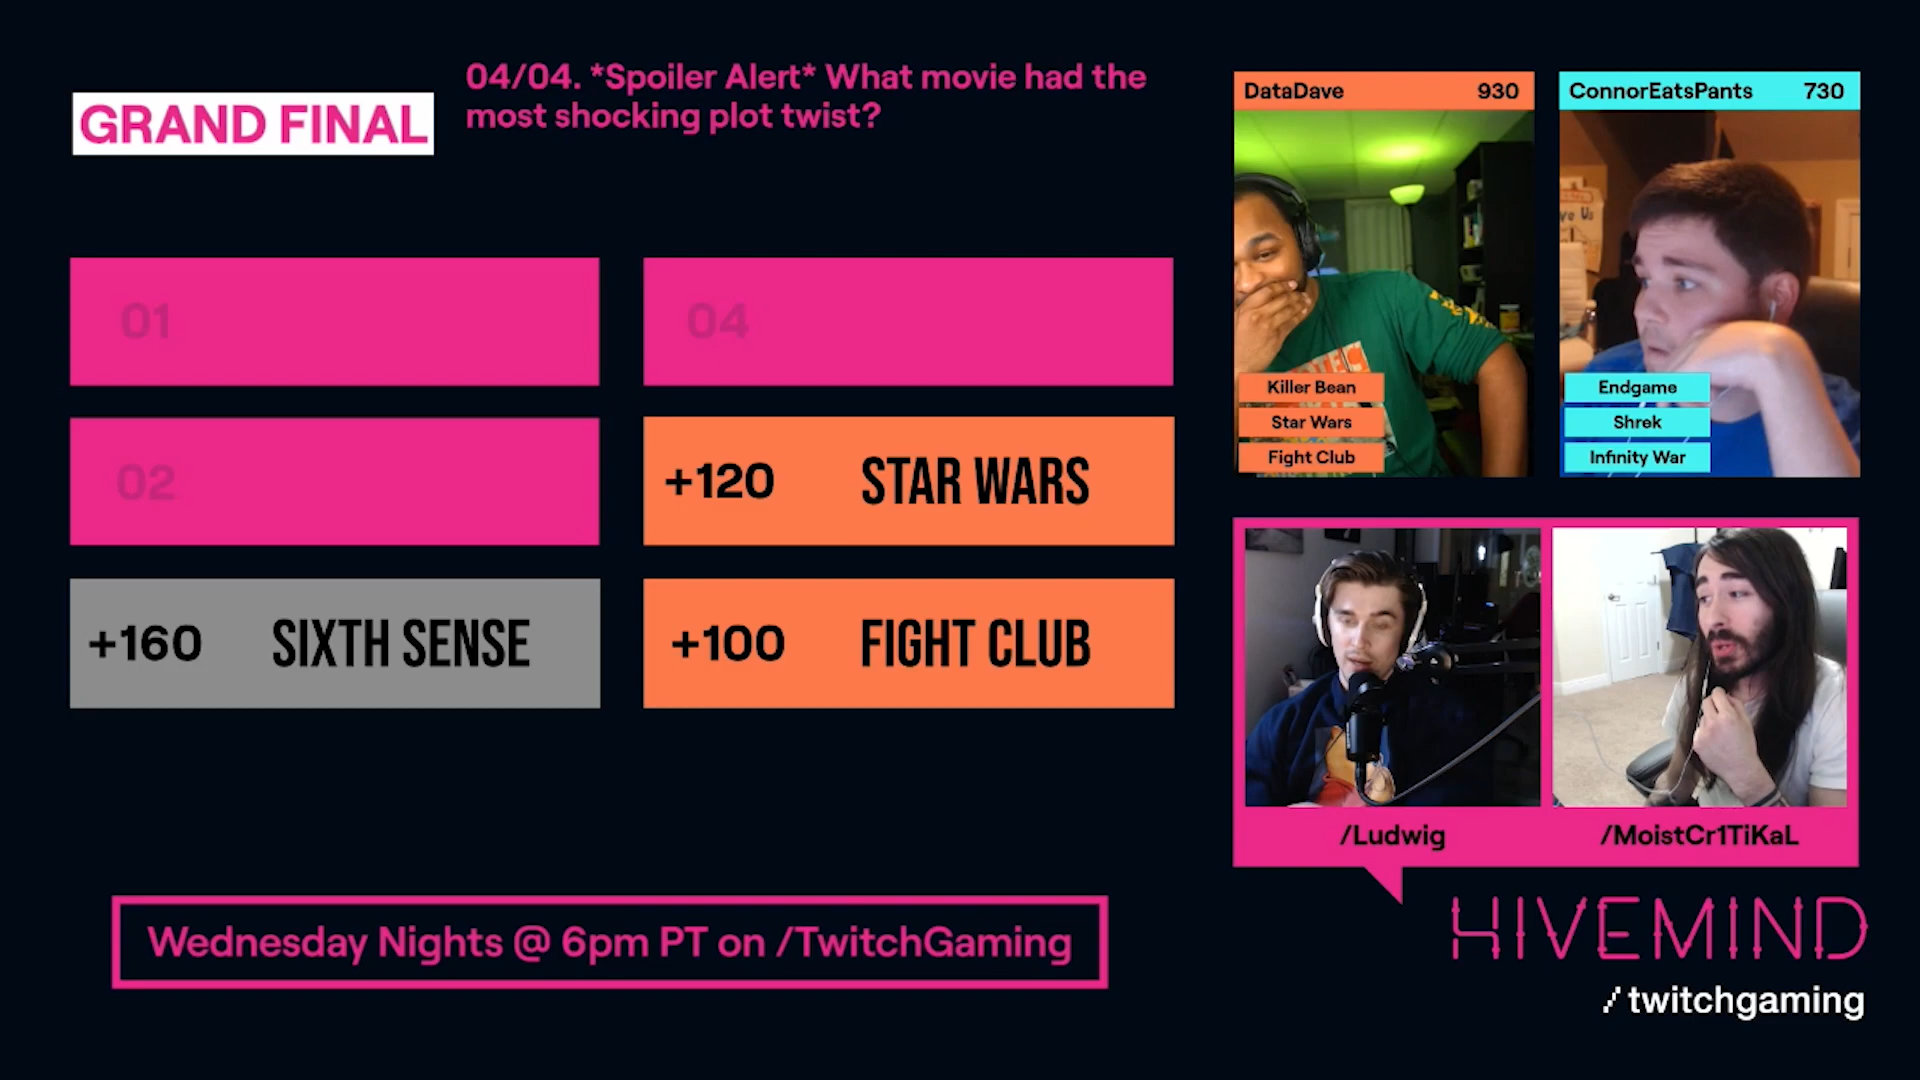 GRAND FINAL
04/04. *Spoiler Alert* What movie had the
most shocking plot twist?
01
04
02
+120 STAR WARS
+160 SIXTH SENSE
+100 FIGHT CLUB
Wednesday Nights @ 6pm PT on /TwitchGaming
DataDave 930
Killer Bean
Star Wars
Fight Club
ConnorEatsPants 730
Endgame
Shrek
Infinity War
/Ludwig
/MoistCr1TiKaL
HIVEMIND
/twitchgaming